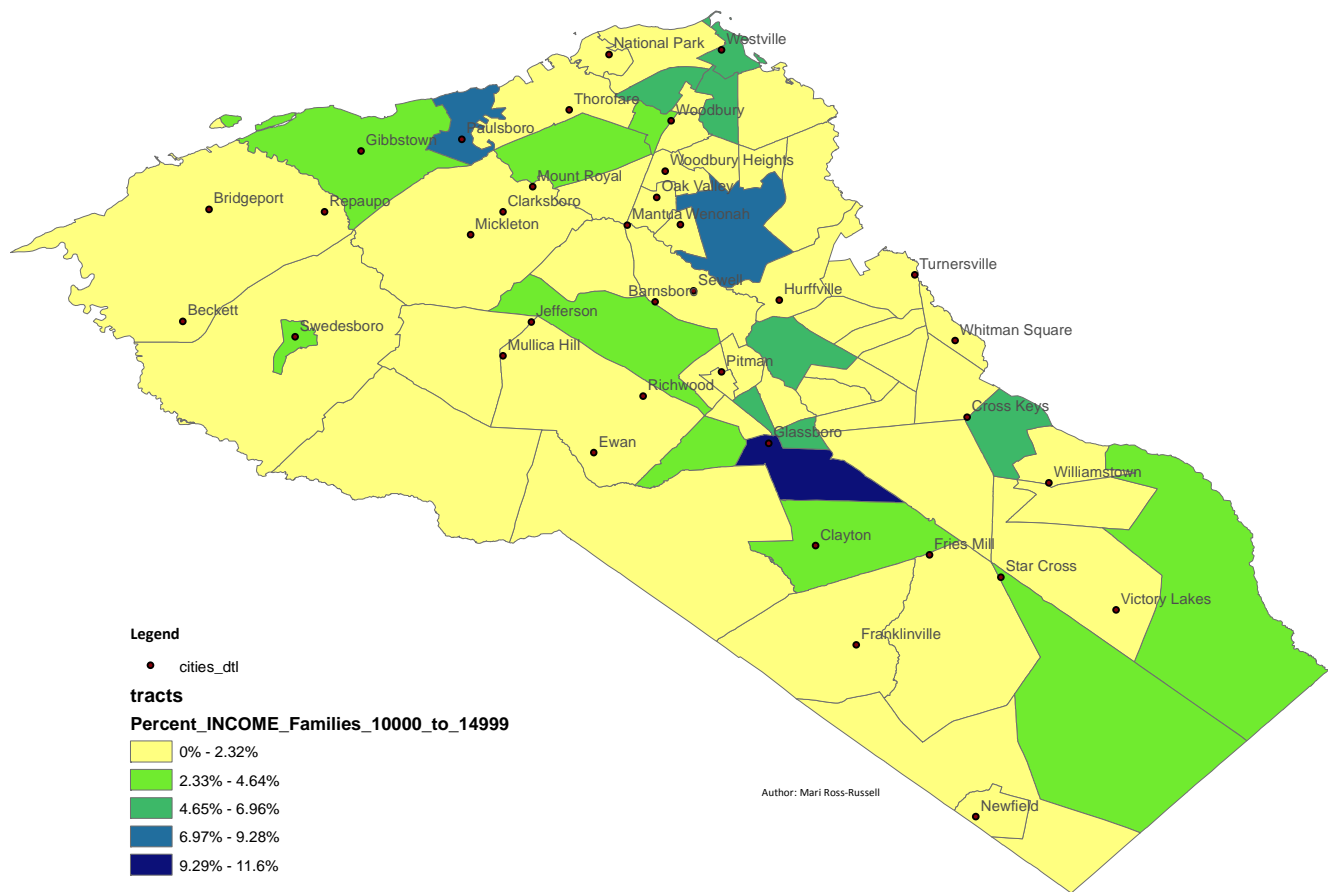 National Park
Westville
Thorofare
Woodbury
Paulsboro
Gibbstown
Woodbury Heights
Mount Royal
Oak Valley
Bridgeport
Repaupo
Clarksboro
Mantua
Wenonah
Mickleton
Turnersville
Sewell
Barnsboro
Hurffville
Beckett
Jefferson
Swedesboro
Whitman Square
Mullica Hill
Pitman
Richwood
Cross Keys
Glassboro
Ewan
Williamstown
Clayton
Fries Mill
Star Cross
Victory Lakes
Franklinville
Newfield
Legend
cities_dtl
tracts
Percent_INCOME_Families_10000_to_14999
0% - 2.32%
2.33% - 4.64%
4.65% - 6.96%
6.97% - 9.28%
9.29% - 11.6%
Author: Mari Ross-Russell